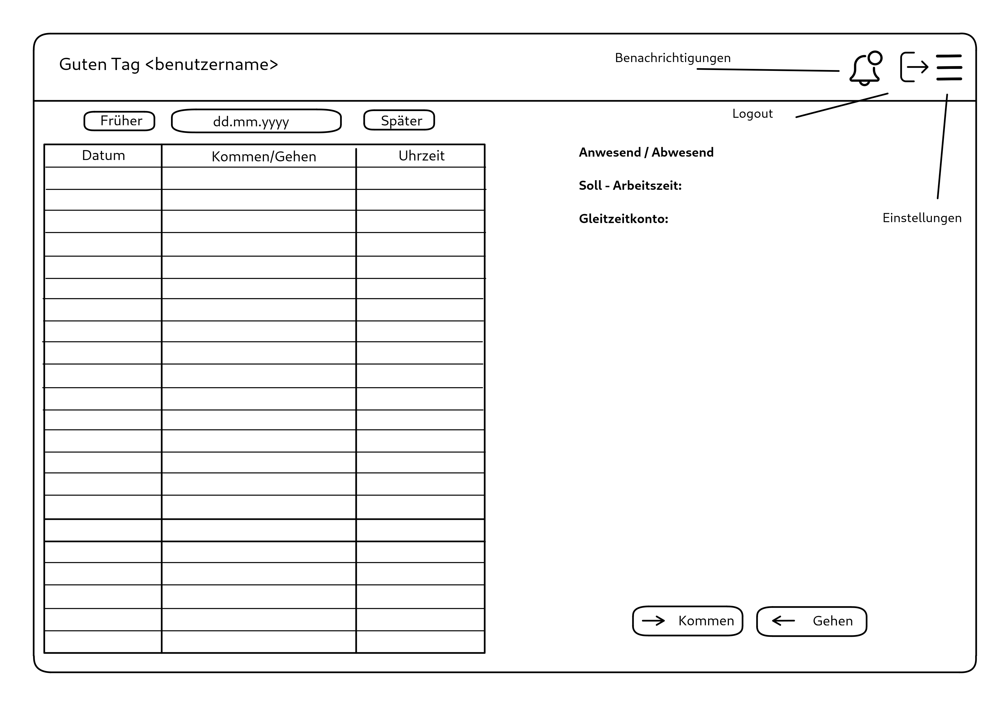 Guten Tag <benutzername>
Benachrichtigungen
Logout
Einstellungen
Früher
dd.mm.yyyy
Später
Datum
Kommen/Gehen
Uhrzeit
Anwesend / Abwesend
Soll - Arbeitszeit:
Gleitzeitkonto:
Kommen
Gehen